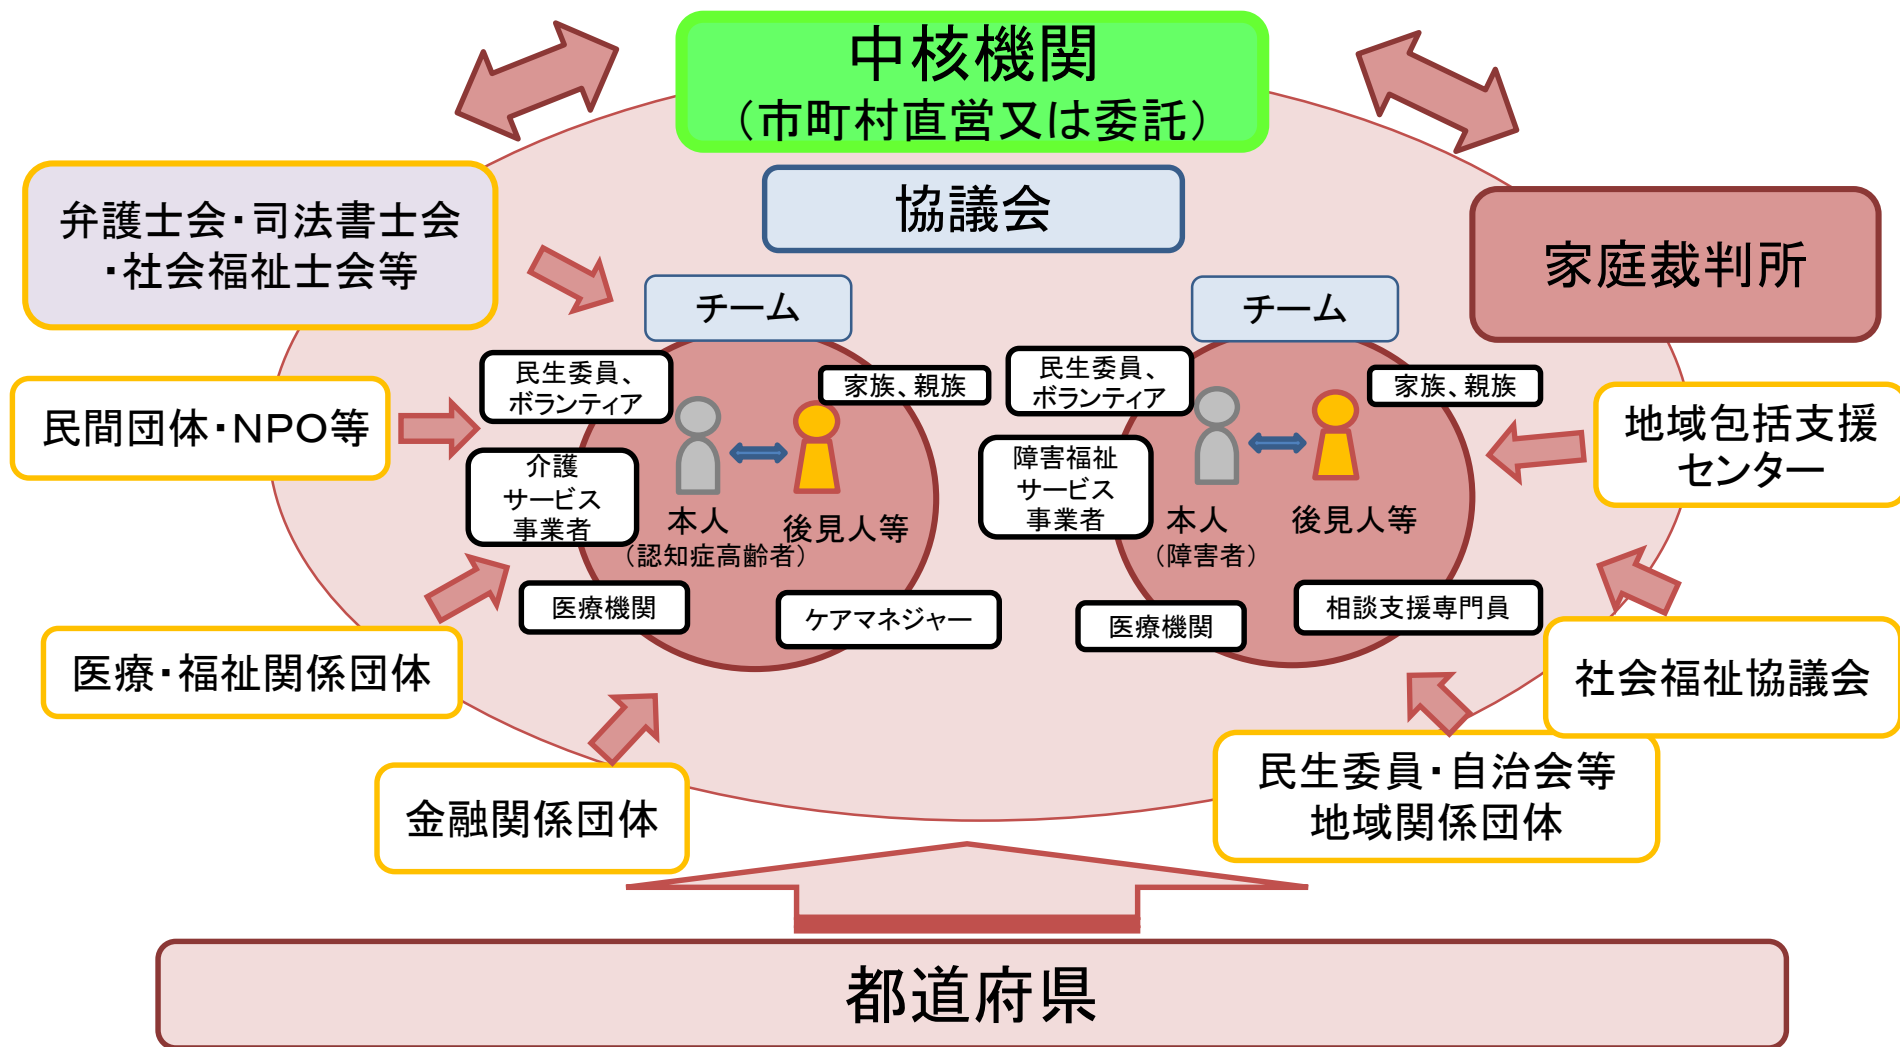 中核機関
（市町村直営又は委託）
協議会
弁護士会・司法書士会
・社会福祉士会等
家庭裁判所
チーム
民生委員、
ボランティア
家族、親族
介護
サービス
事業者
本人
（認知症高齢者）
後見人等
医療機関
ケアマネジャー
チーム
民生委員、
ボランティア
家族、親族
障害福祉
サービス
事業者
本人
（障害者）
後見人等
医療機関
相談支援専門員
民間団体・NPO等
地域包括支援
センター
医療・福祉関係団体
社会福祉協議会
金融関係団体
民生委員・自治会等
地域関係団体
都道府県